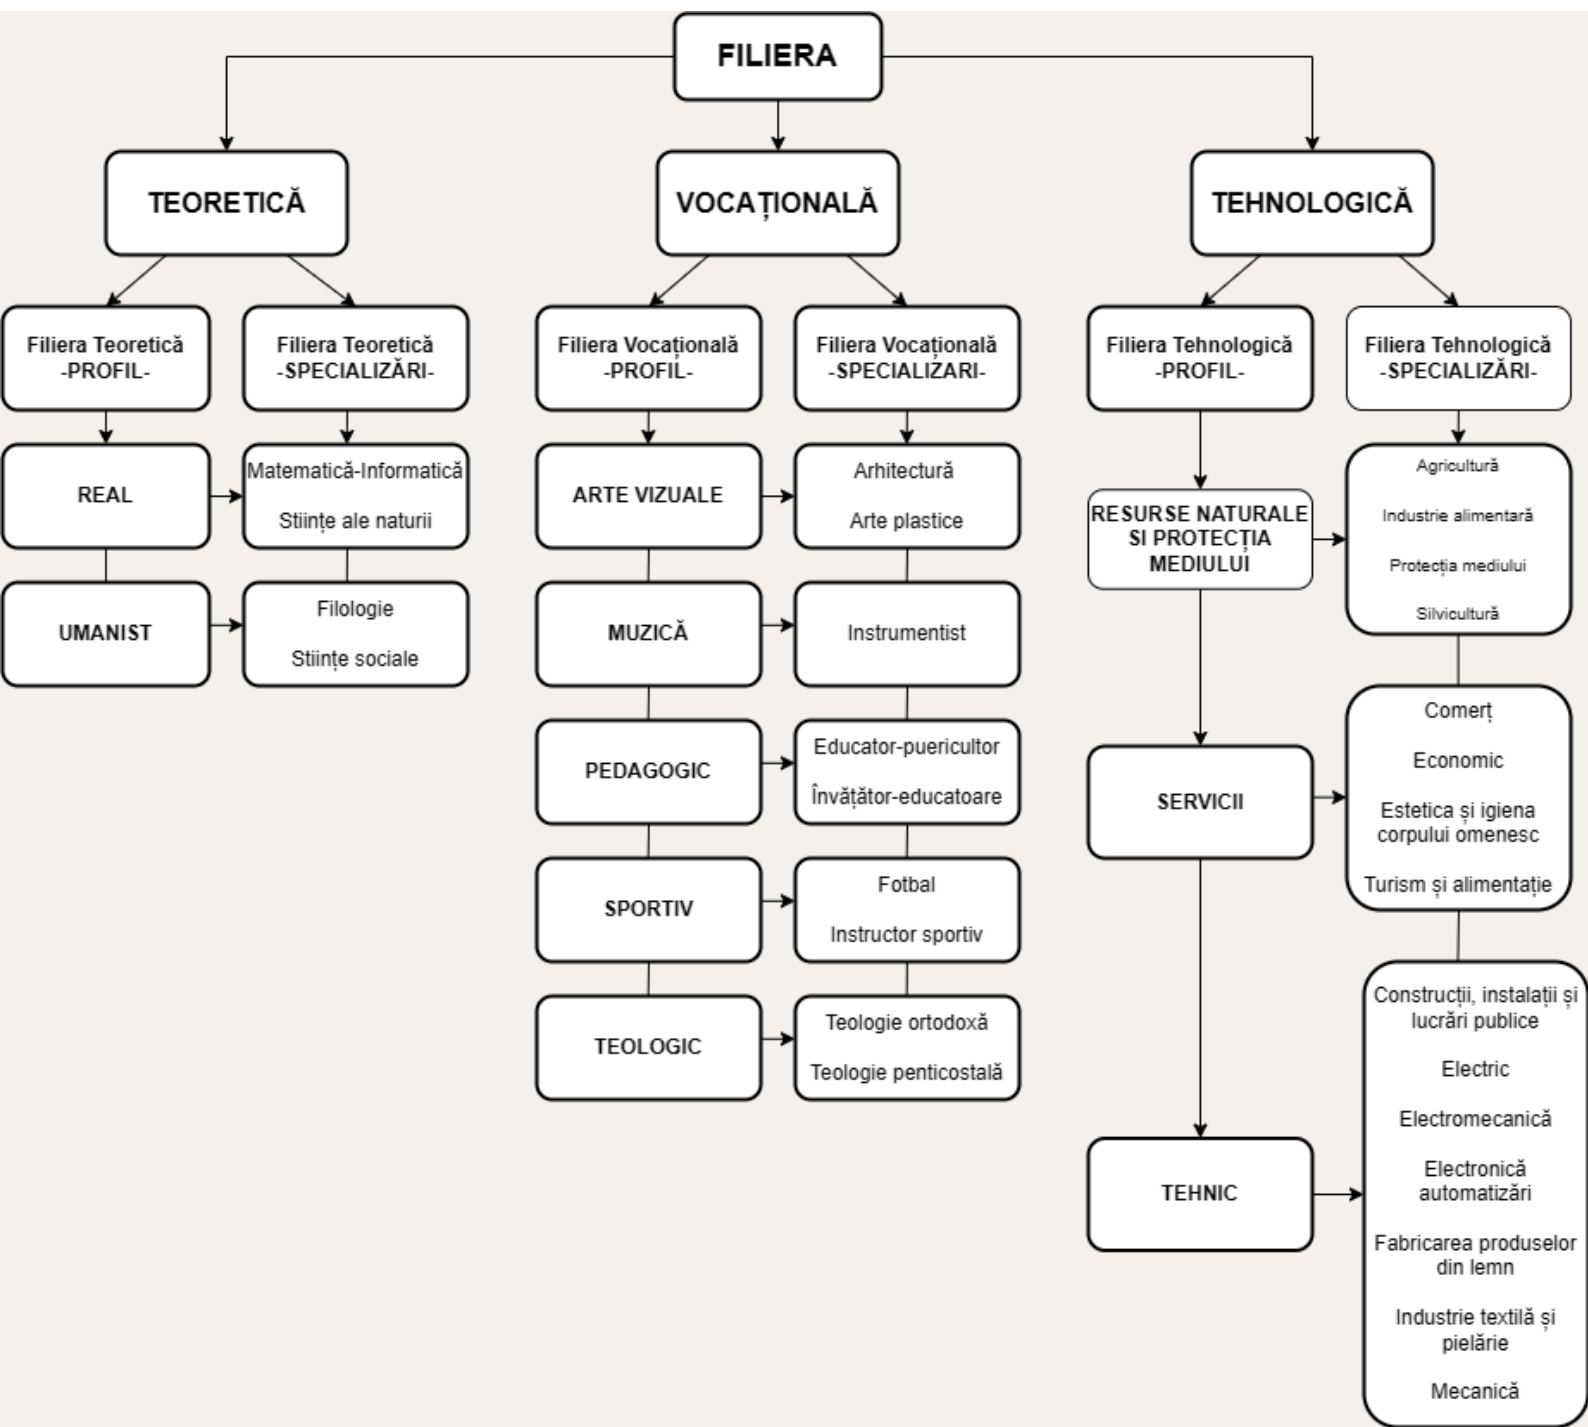 FILIERA
TEORETICĂ
VOCAȚIONALĂ
TEHNOLOGICĂ
Filiera Teoretică
-PROFIL-
Filiera Teoretică
-SPECIALIZĂRI-
Filiera Vocațională
-PROFIL-
Filiera Vocațională
-SPECIALIZARI-
Filiera Tehnologică
-PROFIL-
Filiera Tehnologică
-SPECIALIZĂRI-
REAL
Matematică-Informatică
Stiințe ale naturii
UMANIST
Filologie
Stiințe sociale
ARTE VIZUALE
Arhitectură
Arte plastice
MUZICĂ
Instrumentist
PEDAGOGIC
Educator-puericultor
Învățător-educatoare
SPORTIV
Fotbal
Instructor sportiv
TEOLOGIC
Teologie ortodoxă
Teologie penticostală
RESURSE NATURALE
SI PROTECȚIA
MEDIULUI
Agricultură
Industrie alimentară
Protecția mediului
Silvicultură
SERVICII
Comerț
Economic
Estetica și igiena
corpului omenesc
Turism și alimentație
TEHNIC
Construcții, instalații și
lucrări publice
Electric
Electromecanică
Electronică
automatizări
Fabricarea produselor
din lemn
Industrie textilă și
pielărie
Mecanică